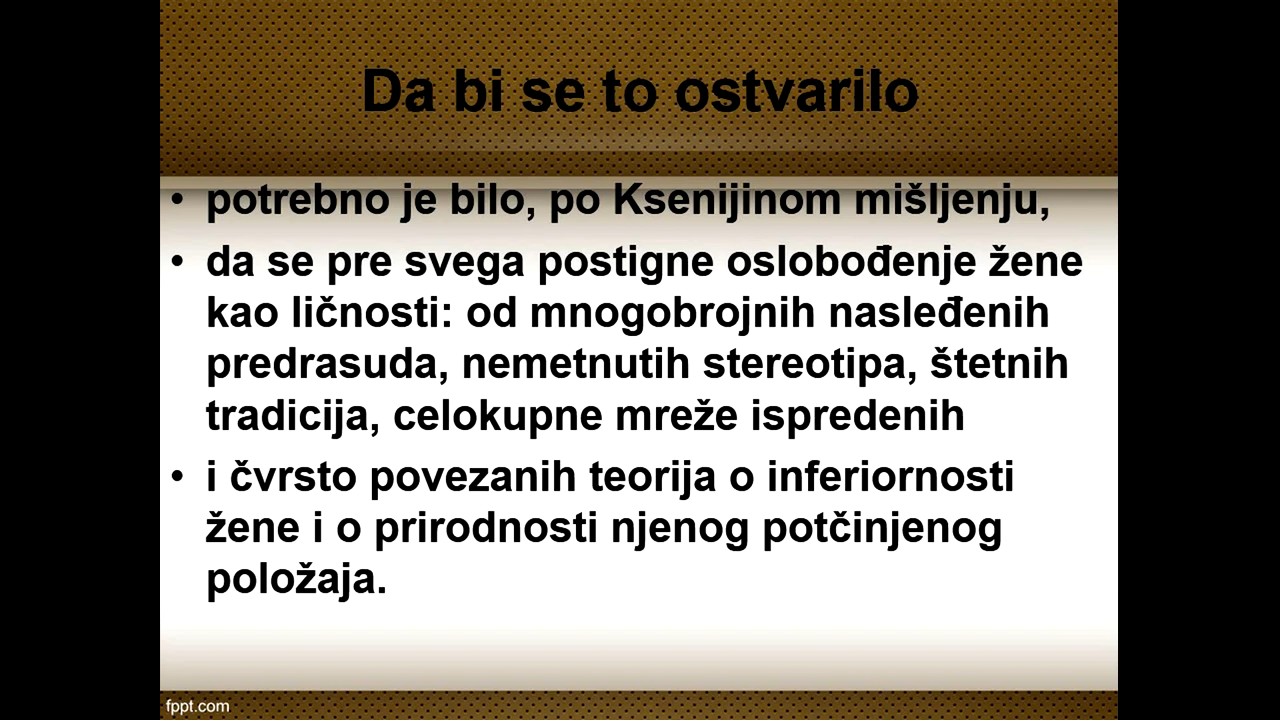 Da bi se to ostvarilo
• potrebno je bilo, po Ksenijinom mišljenju,
• da se pre svega postigne oslobođenje žene
kao ličnosti: od mnogobrojnih nasleđenih
predrasuda, nemetnutih stereotipa, štetnih
tradicija, celokupne mreže ispredenih
• i čvrsto povezanih teorija o inferiornosti
žene i o prirodnosti njenog potčinjenog
položaja.
fppt.com